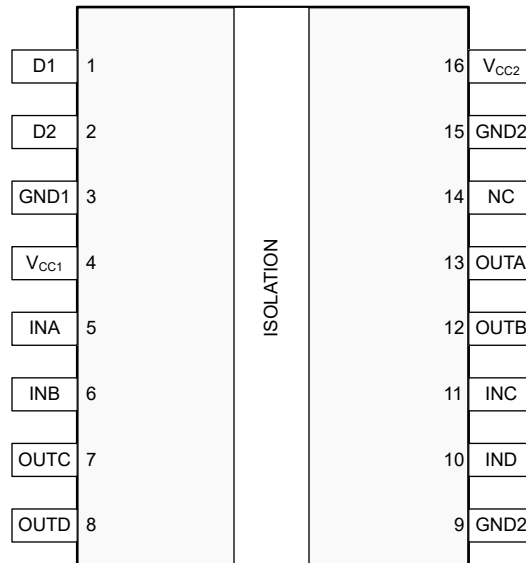 D1 1 16 VCC2
D2 2 15 GND2
GND1 3 14 NC
VCC1 4 13 OUTA
ISOLATION
INA 5 12 OUTB
INB 6 11 INC
OUTC 7 10 IND
OUTD 8 9 GND2